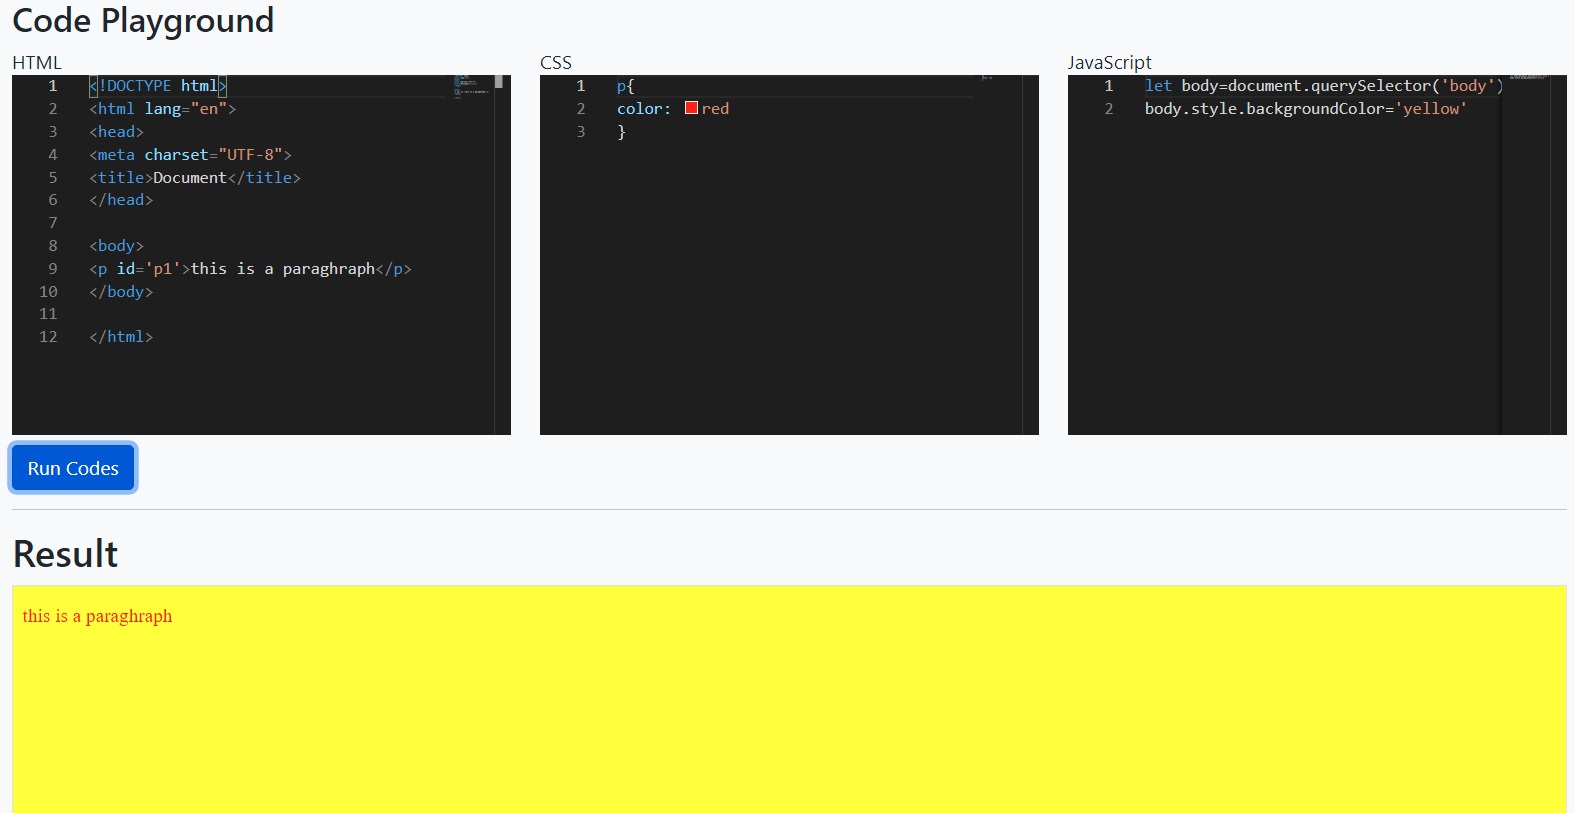 Code Playground
HTML
1 <!DOCTYPE html>
2 <html lang="en">
3 <head>
4 <meta charset="UTF-8">
5 <title>Document</title>
6 </head>
7
8 <body>
9 <p id='p1'>this is a paraghraph</p>
10 </body>
11
12 </html>
CSS
1 p{
2 color: red
3 }
JavaScript
1 let body=document.querySelector('body')
2 body.style.backgroundColor='yellow'
Run Codes
Result
this is a paraghraph